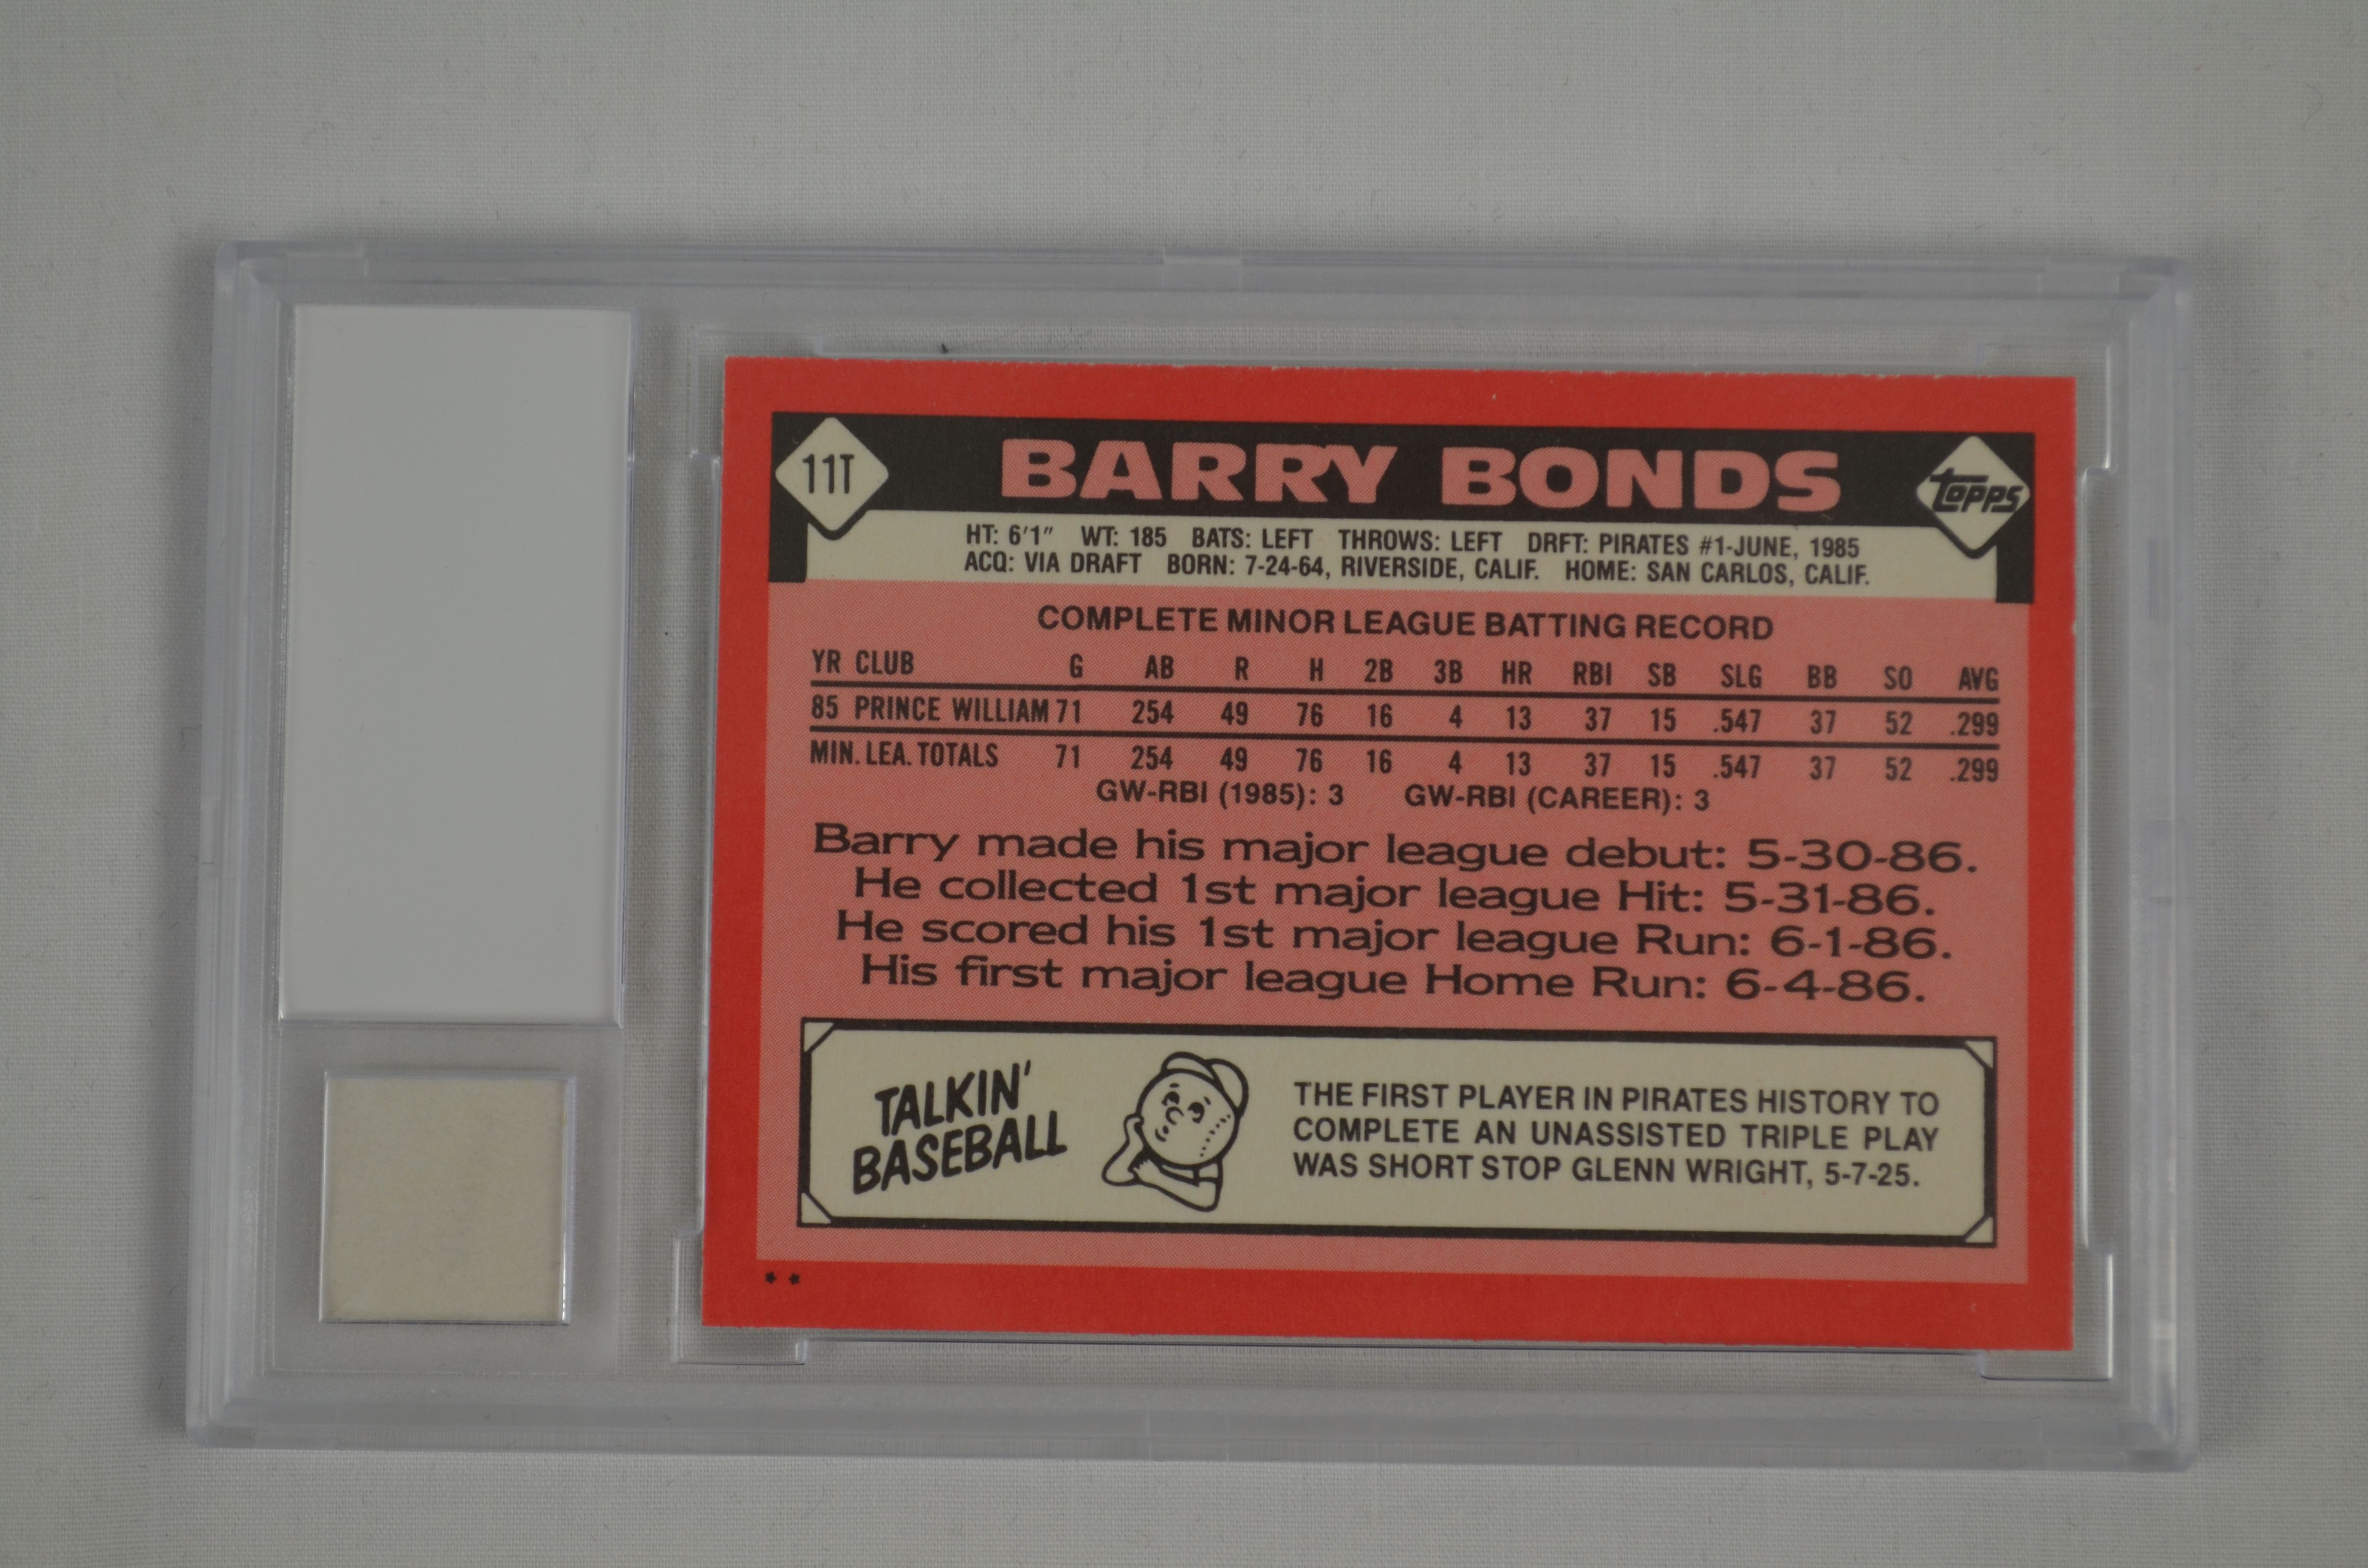 11T BARRY BONDS topps
HT: 6'1" WT: 185 BATS: LEFT THROWS: LEFT DRFT: PIRATES #1-JUNE, 1985
ACQ: VIA DRAFT BORN: 7-24-64, RIVERSIDE, CALIF. HOME: SAN CARLOS, CALIF.
COMPLETE MINOR LEAGUE BATTING RECORD
YR CLUB G AB R H 2B 3B HR RBI SB SLG BB SO AVG
85 PRINCE WILLIAM 71 254 49 76 16 4 13 37 15 .547 37 52 .299
MIN. LEA. TOTALS 71 254 49 76 16 4 13 37 15 .547 37 52 .299
GW-RBI (1985): 3 GW-RBI (CAREER): 3
Barry made his major league debut: 5-30-86.
He collected 1st major league Hit: 5-31-86.
He scored his 1st major league Run: 6-1-86.
His first major league Home Run: 6-4-86.
TALKIN'
BASEBALL
THE FIRST PLAYER IN PIRATES HISTORY TO
COMPLETE AN UNASSISTED TRIPLE PLAY
WAS SHORT STOP GLENN WRIGHT, 5-7-25.
**